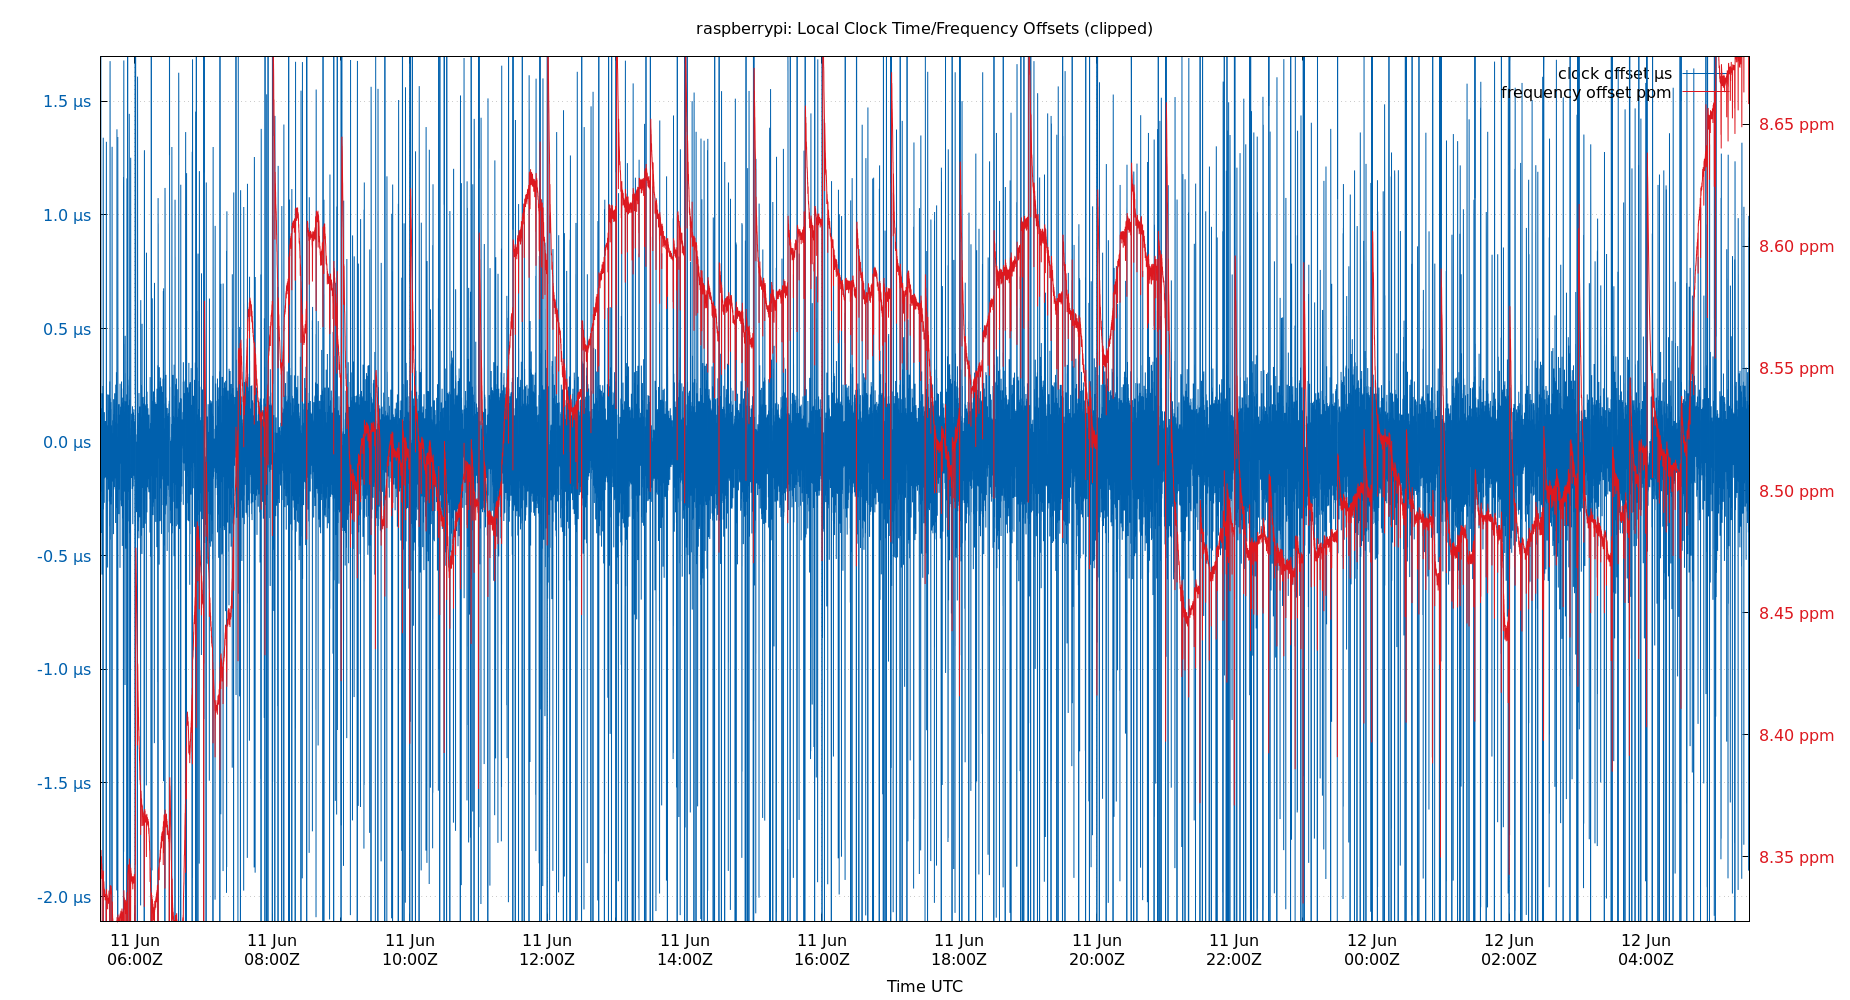 raspberrypi: Local Clock Time/Frequency Offsets (clipped)
clock offset µs
frequency offset ppm
1.5 µs
1.0 µs
0.5 µs
0.0 µs
-0.5 µs
-1.0 µs
-1.5 µs
-2.0 µs
8.65 ppm
8.60 ppm
8.55 ppm
8.50 ppm
8.45 ppm
8.40 ppm
8.35 ppm
11 Jun 11 Jun 11 Jun 11 Jun 11 Jun 11 Jun 11 Jun 11 Jun 11 Jun 12 Jun 12 Jun 12 Jun
06:00Z 08:00Z 10:00Z 12:00Z 14:00Z 16:00Z 18:00Z 20:00Z 22:00Z 00:00Z 02:00Z 04:00Z
Time UTC